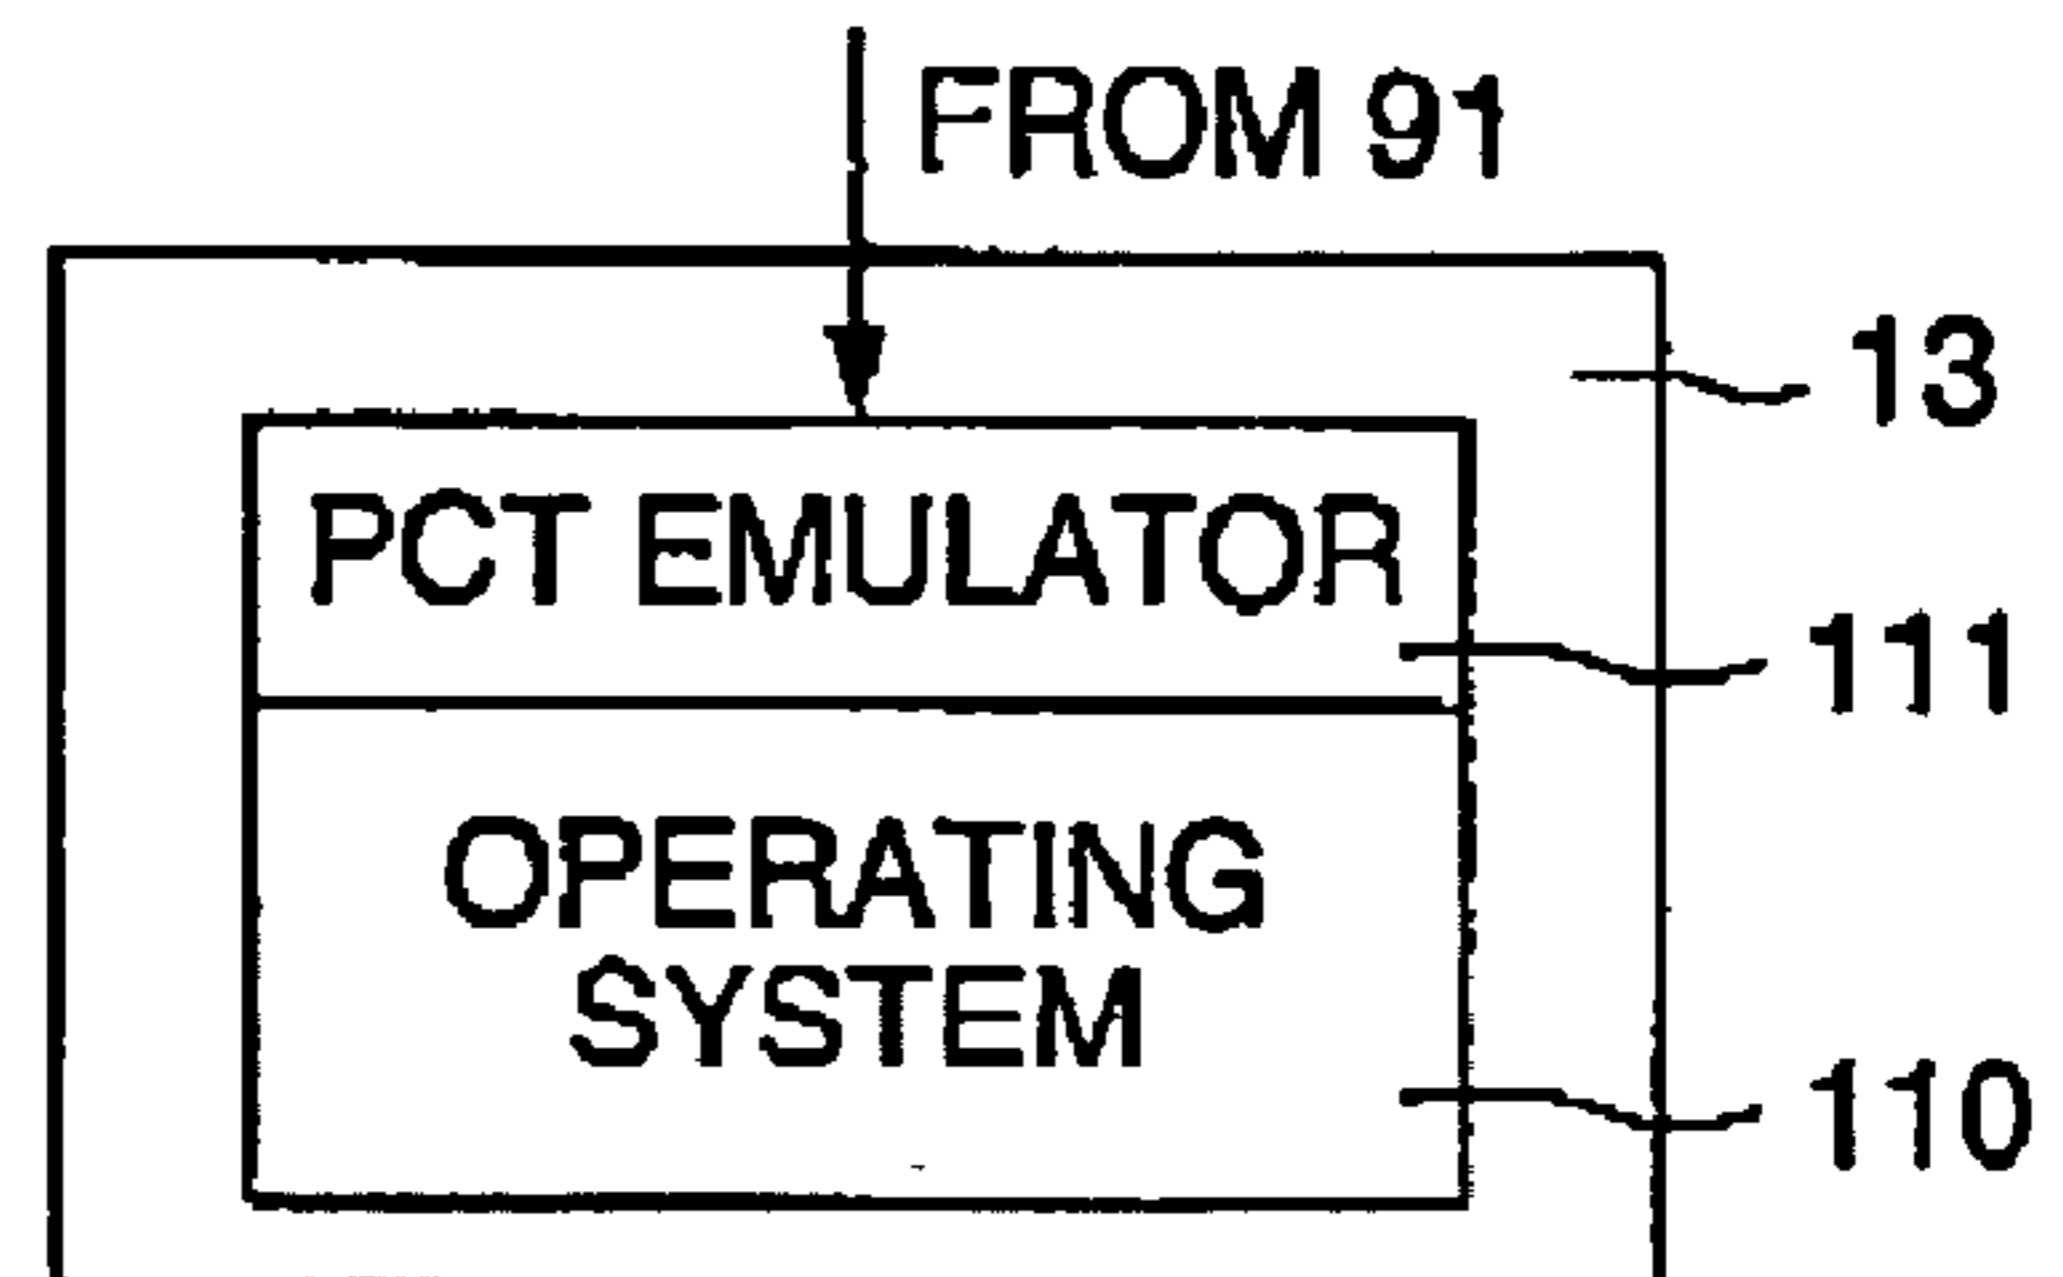 FROM 91
13
PCT EMULATOR
111
OPERATING
SYSTEM
110